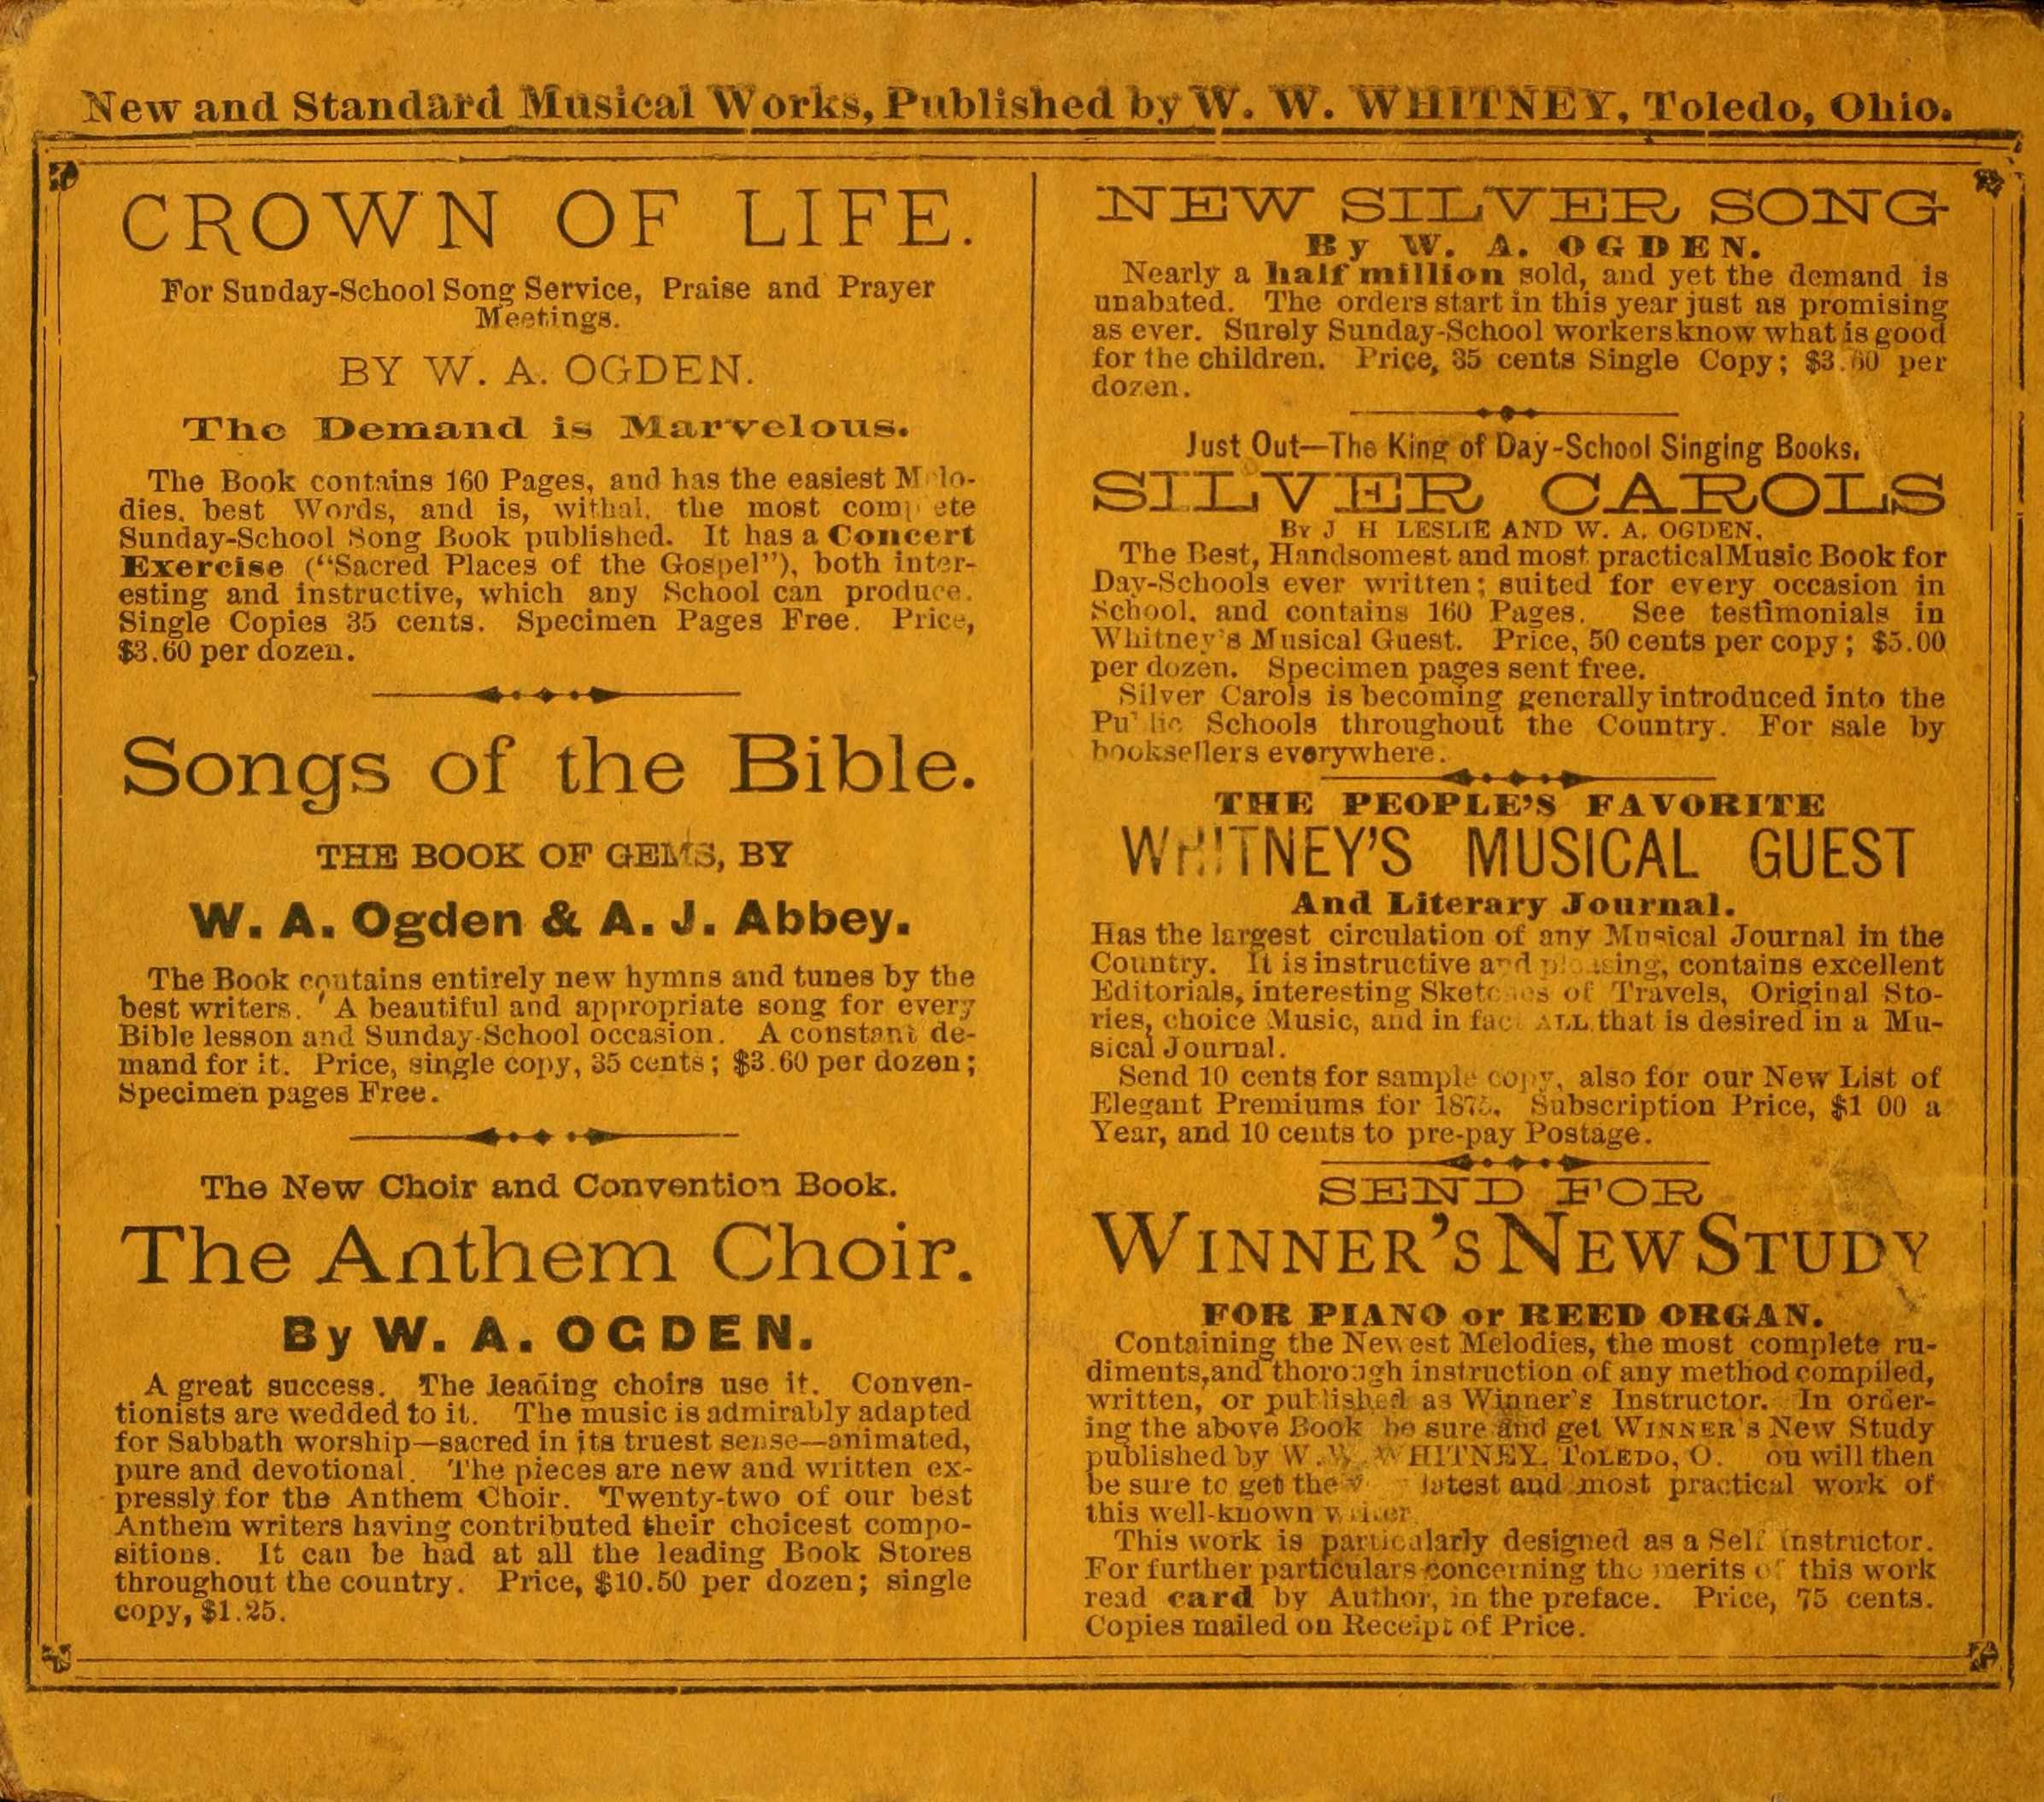 New and Standard Musical Works, Published by W. W. WHITNEY, Toledo, Ohio.
CROWN OF LIFE.
For Sunday-School Song Service, Praise and Prayer
Meetings.
BY W. A. OGDEN.
The Demand is Marvelous.
The Book contains 160 Pages, and has the easiest Melo-
dies, best Words, and is, withal, the most complete
Sunday-School Song Book published. It has a Concert
Exercise ("Sacred Places of the Gospel"), both inter-
esting and instructive, which any School can produce.
Single Copies 35 cents. Specimen Pages Free. Price,
$3.60 per dozen.
Songs of the Bible.
THE BOOK OF GEMS, BY
W. A. Ogden & A. J. Abbey.
The Book contains entirely new hymns and tunes by the
best writers. A beautiful and appropriate song for every
Bible lesson and Sunday-School occasion. A constant de-
mand for it. Price, single copy, 35 cents; $3.60 per dozen;
Specimen pages Free.
The New Choir and Convention Book.
The Anthem Choir.
By W. A. OGDEN.
A great success. The leading choirs use it. Conven-
tionists are wedded to it. The music is admirably adapted
for Sabbath worship—sacred in its truest sense—animated,
pure and devotional. The pieces are new and written ex-
pressly for the Anthem Choir. Twenty-two of our best
Anthem writers having contributed their choicest compo-
sitions. It can be had at all the leading Book Stores
throughout the country. Price, $10.50 per dozen; single
copy, $1.25.
NEW SILVER SONG
By W. A. OGDEN.
Nearly a half million sold, and yet the demand is
unabated. The orders start in this year just as promising
as ever. Surely Sunday-School workers know what is good
for the children. Price, 35 cents Single Copy; $3.60 per
dozen.
Just Out—The King of Day-School Singing Books.
SILVER CAROLS
BY J H LESLIE AND W. A. OGDEN.
The Best, Handsomest and most practical Music Book for
Day-Schools ever written; suited for every occasion in
School, and contains 160 Pages. See testimonials in
Whitney's Musical Guest. Price, 50 cents per copy; $5.00
per dozen. Specimen pages sent free.
Silver Carols is becoming generally introduced into the
Public Schools throughout the Country. For sale by
booksellers everywhere.
THE PEOPLE'S FAVORITE
WHITNEY'S MUSICAL GUEST
And Literary Journal.
Has the largest circulation of any Musical Journal in the
Country. It is instructive and pleasing, contains excellent
Editorials, interesting Sketches of Travels, Original Sto-
ries, choice Music, and in fact ALL that is desired in a Mu-
sical Journal.
Send 10 cents for sample copy, also for our New List of
Elegant Premiums for Subscription Price, $1 00 a
Year, and 10 cents to pre-pay Postage.
SEND FOR
WINNER'S NEW STUDY
FOR PIANO or REED ORGAN.
Containing the Newest Melodies, the most complete ru-
diments, and thorough instruction of any method compiled,
written, or published as Winner's Instructor. In order-
ing the above Book be sure and get WINNER's New Study
published by W. W. WHITNEY, TOLEDO, O. ou will then
be sure to get the latest and most practical work of
this well-known writer
This work is particularly designed as a Self instructor.
For further particulars concerning the merits of this work
read card by Author, in the preface. Price, 75 cents.
Copies mailed on Receipt of Price.